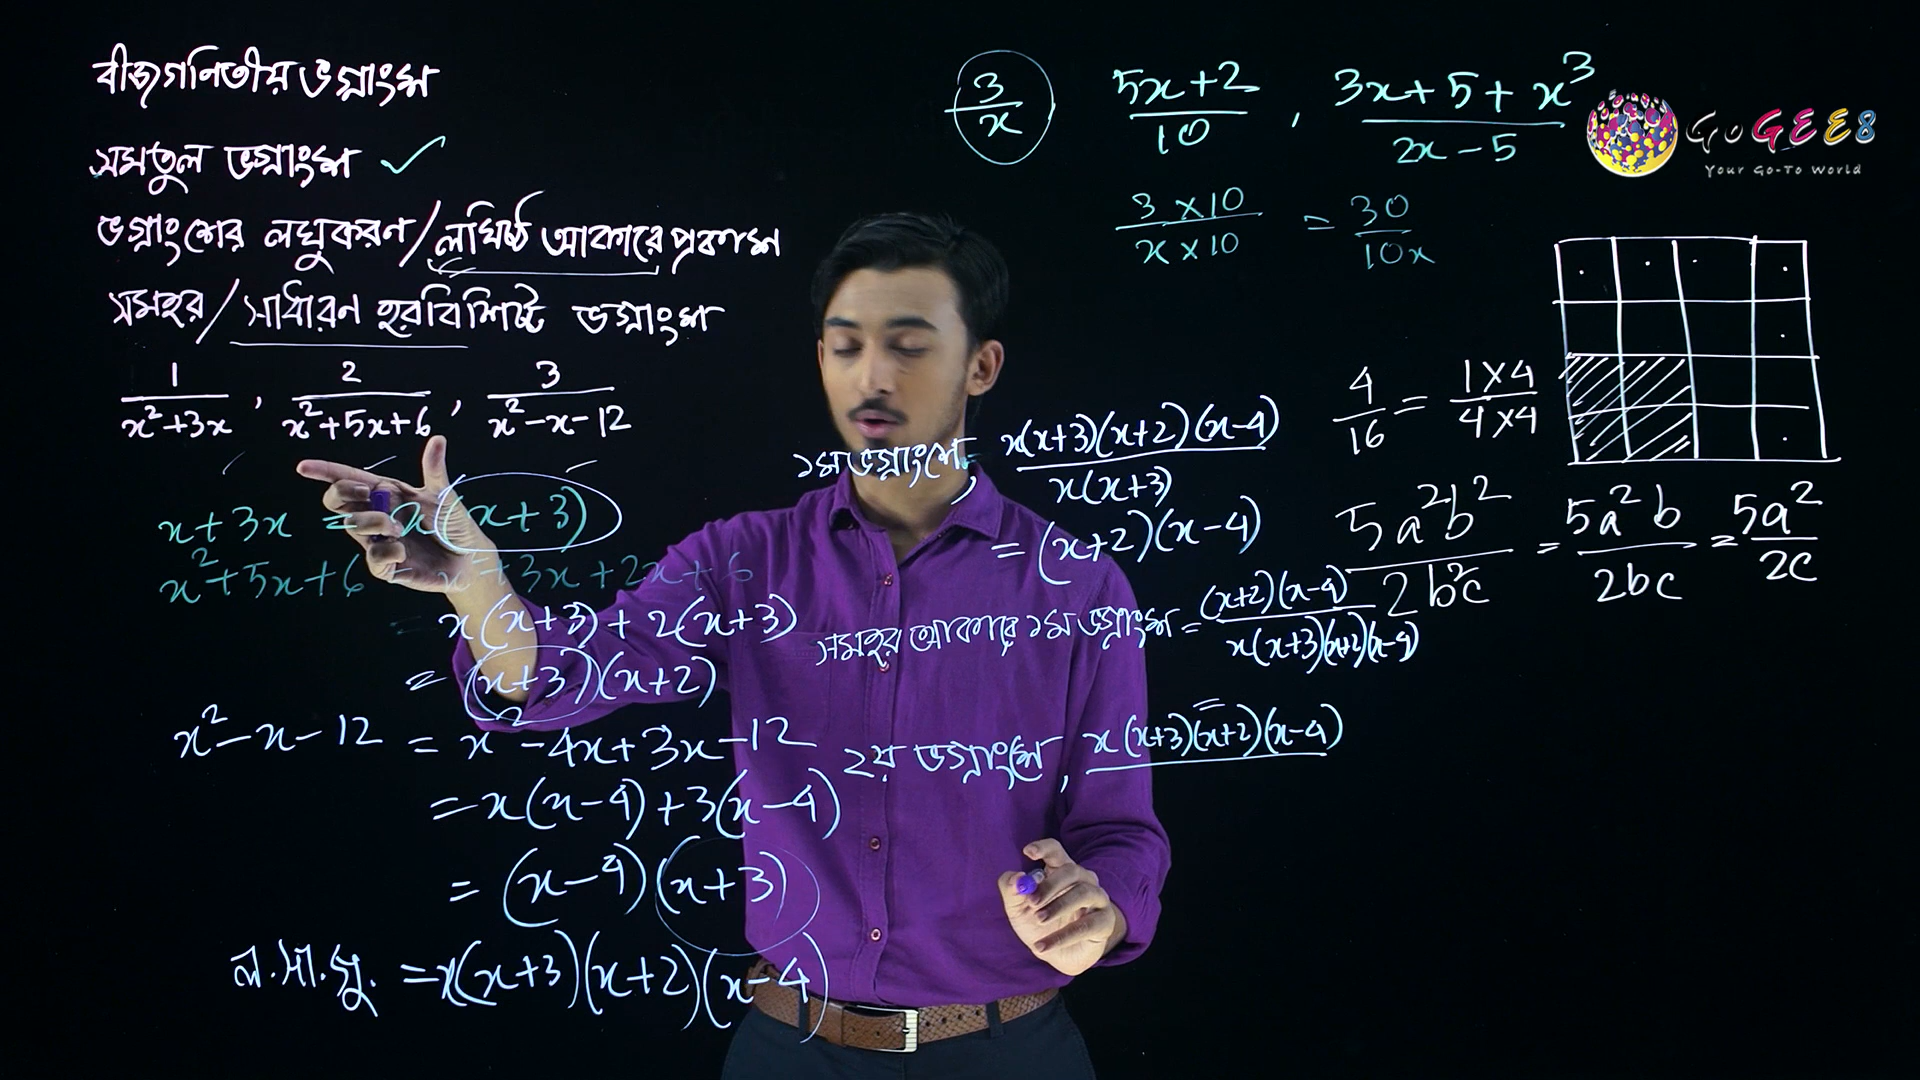 বীজগনিতীয় ভগ্নাংশ
সমতুল ভগ্নাংশ ✓
ভগ্নাংশের লঘুকরণ/লঘিষ্ঠ আকারে প্রকাশ
সমহর/সাধারন হরবিশিষ্ট ভগ্নাংশ
1/(x²+3x) , 2/(x²+5x+6) , 3/(x²-x-12)
x+3x = x(x+3)
x²+5x+6 = x²+3x+2x+6
= x(x+3)+2(x+3)
= (x+3)(x+2)
x²-x-12 = x²-4x+3x-12
=x(x-4)+3(x-4)
= (x-4)(x+3)
ল.সা.গু. =x(x+3)(x+2)(x-4)
১ম ভগ্নাংশে, x(x+3)(x+2)(x-4)/x(x+3)
= (x+2)(x-4)
সমহর আকারে ১ম ভগ্নাংশ = (x+2)(x-4)/x(x+3)(x+2)(x-4)
=
২য় ভগ্নাংশে, x(x+3)(x+2)(x-4)
3/x  (5x+2)/10 , (3x+5+x³)/(2x-5)
(3×10)/(x×10) = 30/10x
4/16 = (1×4)/(4×4)
5a²b²/2b²c = 5a²b/2bc = 5a²/2c
GoGEE8
Your Go-To World